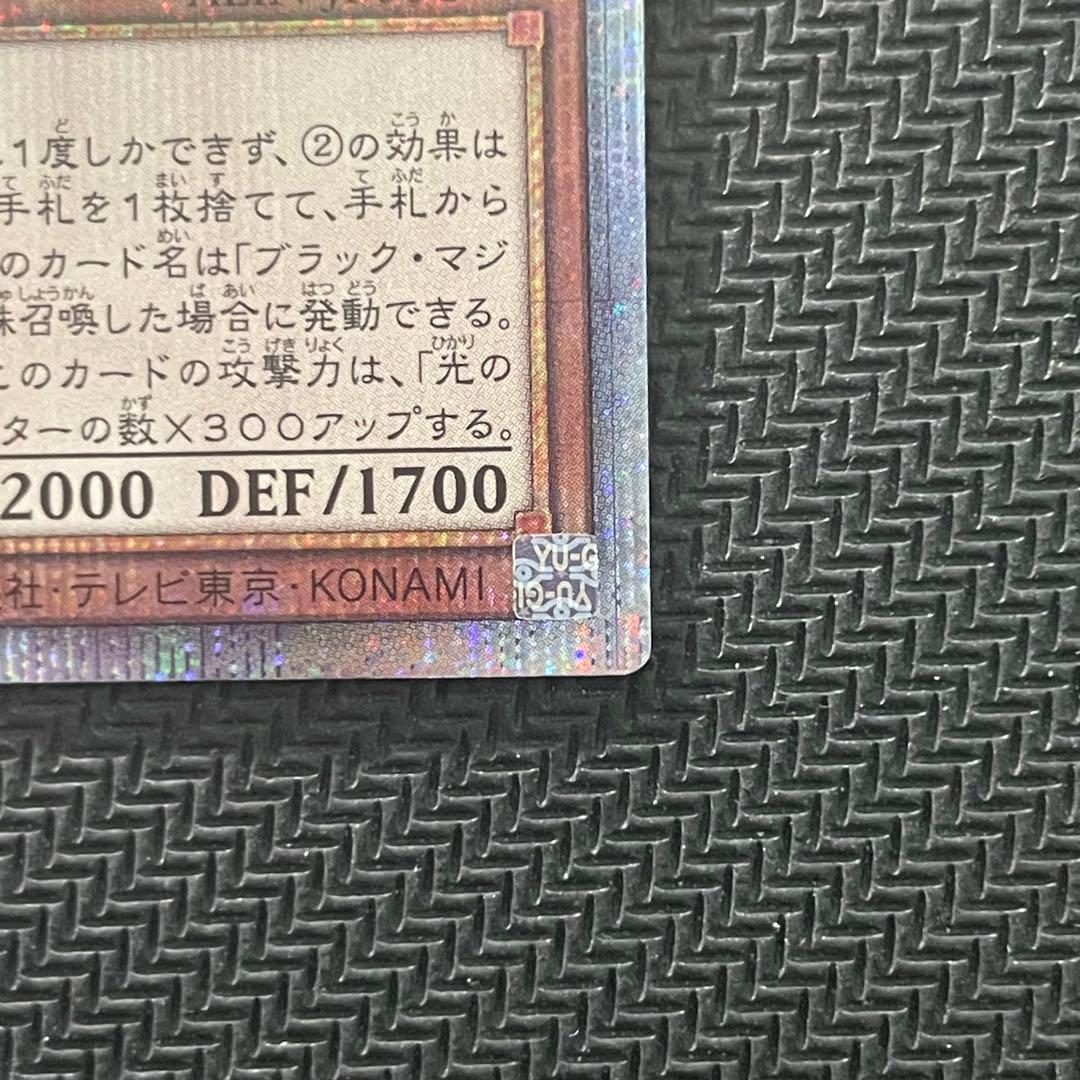 1度しかできず、②の効果は
手札を1枚捨てて、手札から
のカード名は「ブラック・マジ
召喚した場合に発動できる。
このカードの攻撃力は、「光の
ターの数×300アップする。
2000 DEF/1700
社・テレビ東京・KONAMI
YU-G
YU-GI